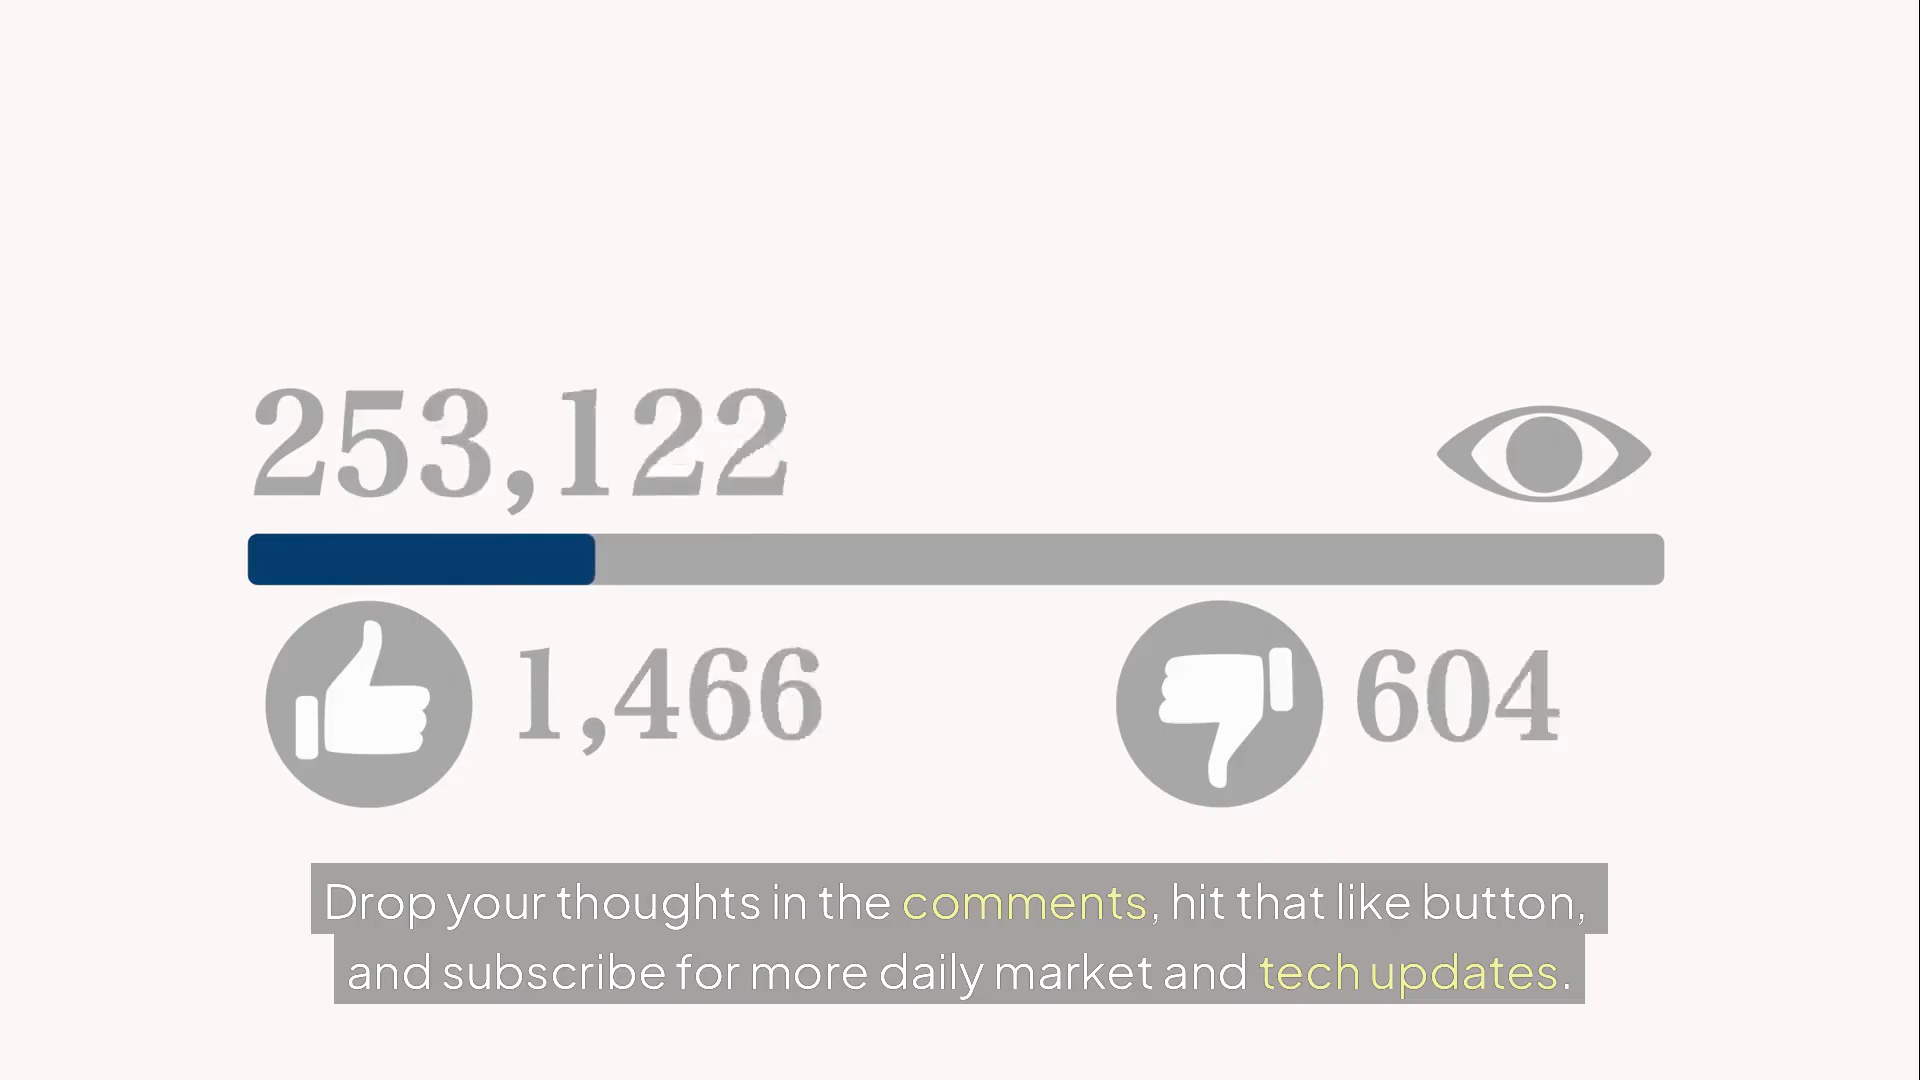 253,122
1,466 604
Drop your thoughts in the comments, hit that like button,
and subscribe for more daily market and tech updates.